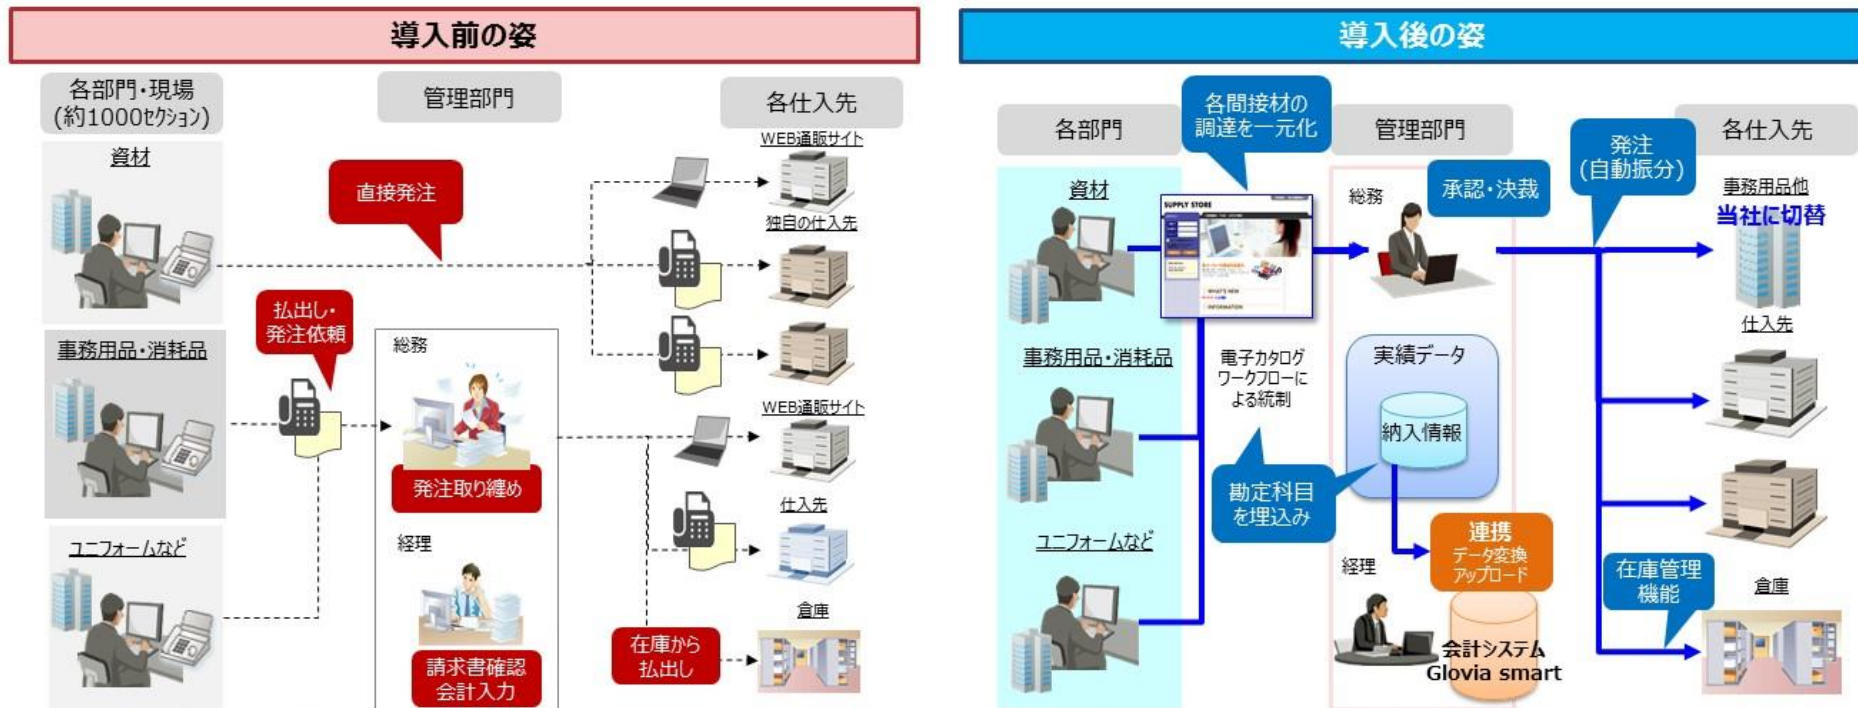 導入前の姿
各部門・現場
(約1000セクション)
管理部門
各仕入先
資材
直接発注
WEB通販サイト
独自の仕入先
払出し・
発注依頼
事務用品・消耗品
総務
発注取り纏め
WEB通販サイト
仕入先
ユニフォームなど
経理
請求書確認
会計入力
在庫から
払出し
倉庫
導入後の姿
各部門
各間接材の
調達を一元化
管理部門
発注
(自動振分)
各仕入先
資材
SUPPLY STORE
WHAT'S NEW
INFORMATION
総務
承認・決裁
事務用品他
当社に切替
仕入先
事務用品・消耗品
電子カタログ
ワークフローに
よる統制
実績データ
納入情報
勘定科目
を埋込み
ユニフォームなど
連携
データ変換
アップロード
経理
会計システム
Glovia smart
在庫管理
機能
倉庫